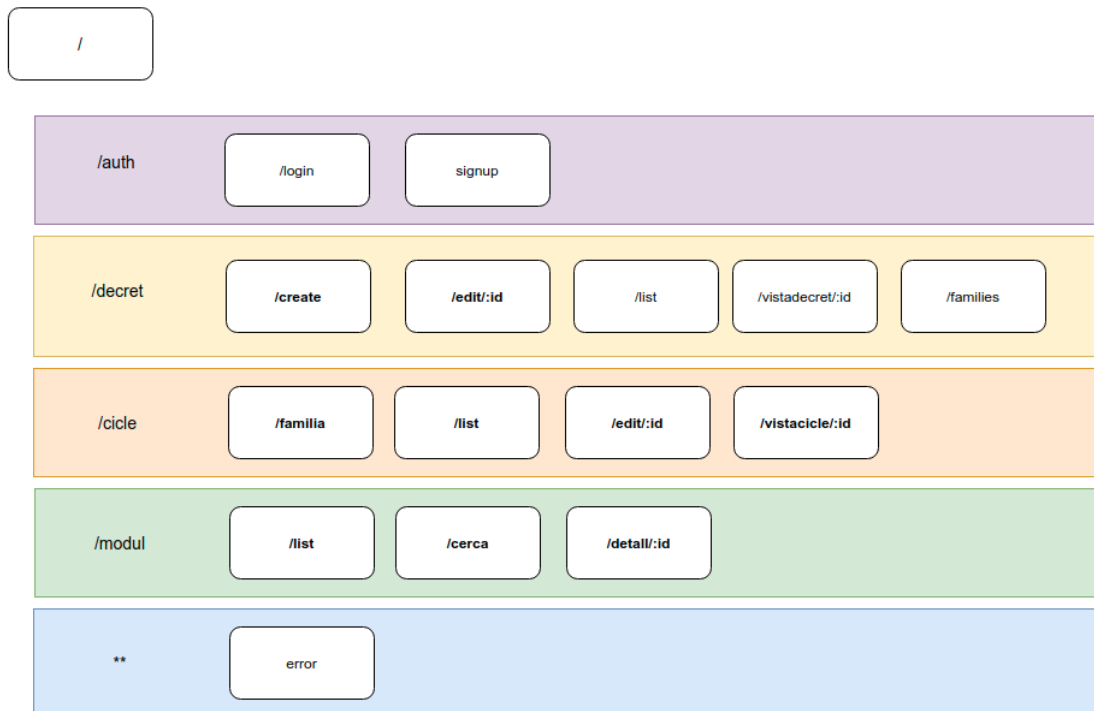 /
/auth
/login
signup
/decret
/create
/edit/:id
/list
/vistadecret/:id
/families
/cicle
/familia
/list
/edit/:id
/vistacicle/:id
/modul
/list
/cerca
/detall/:id
**
error